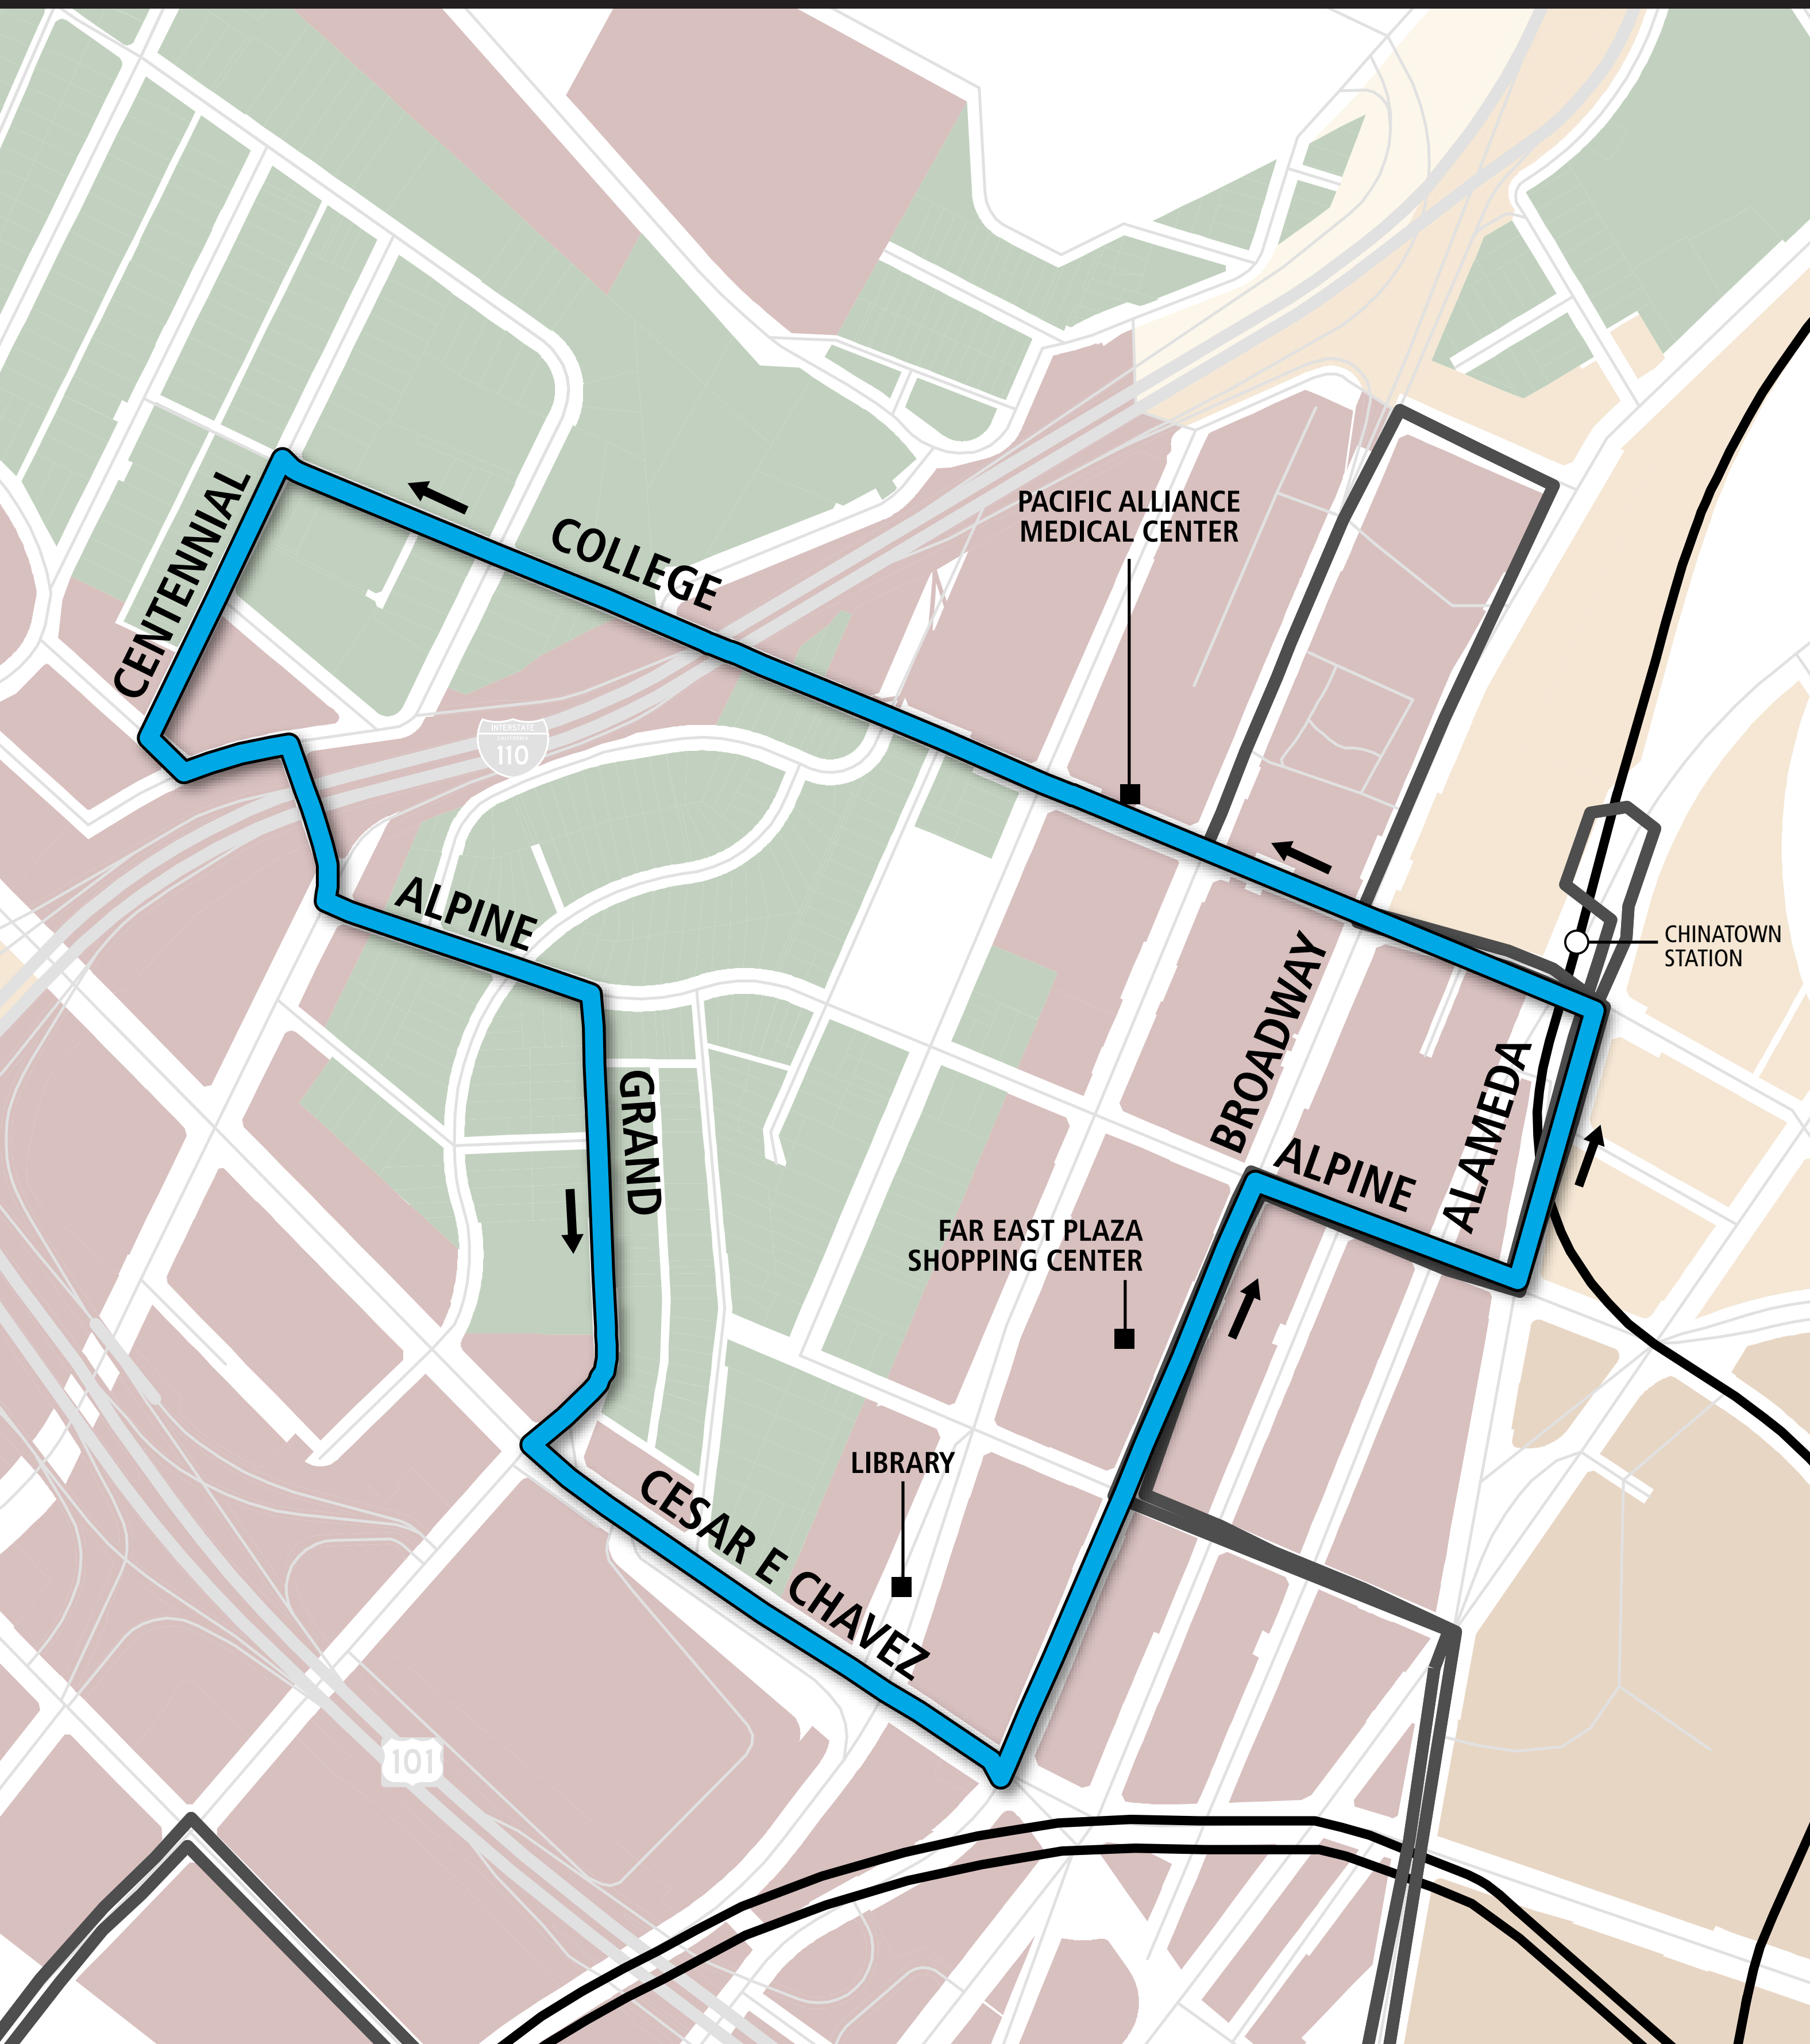 CENTENNIAL
COLLEGE
PACIFIC ALLIANCE
MEDICAL CENTER
INTERSTATE
CALIFORNIA
110
ALPINE
CHINATOWN
STATION
BROADWAY
ALAMEDA
GRAND
ALPINE
FAR EAST PLAZA
SHOPPING CENTER
LIBRARY
CESAR E CHAVEZ
101